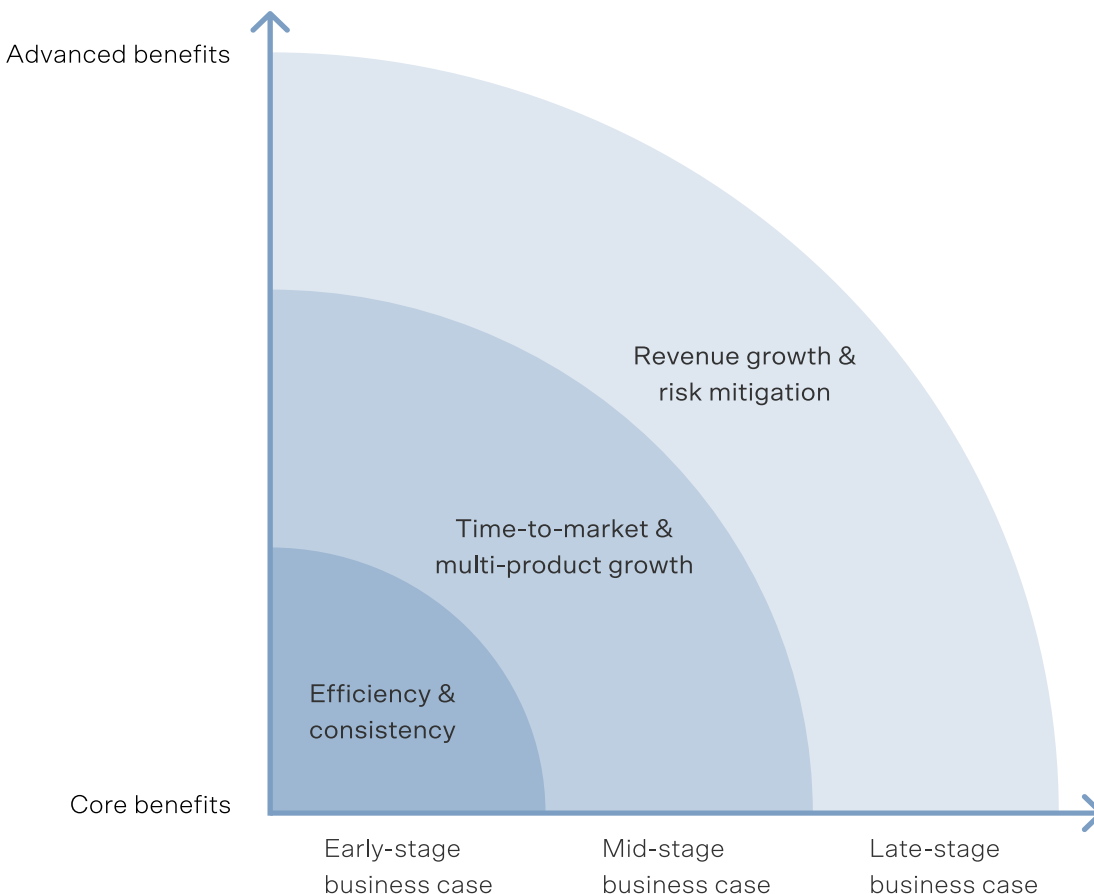 Advanced benefits
Revenue growth &
risk mitigation
Time-to-market &
multi-product growth
Efficiency &
consistency
Core benefits
Early-stage
business case
Mid-stage
business case
Late-stage
business case